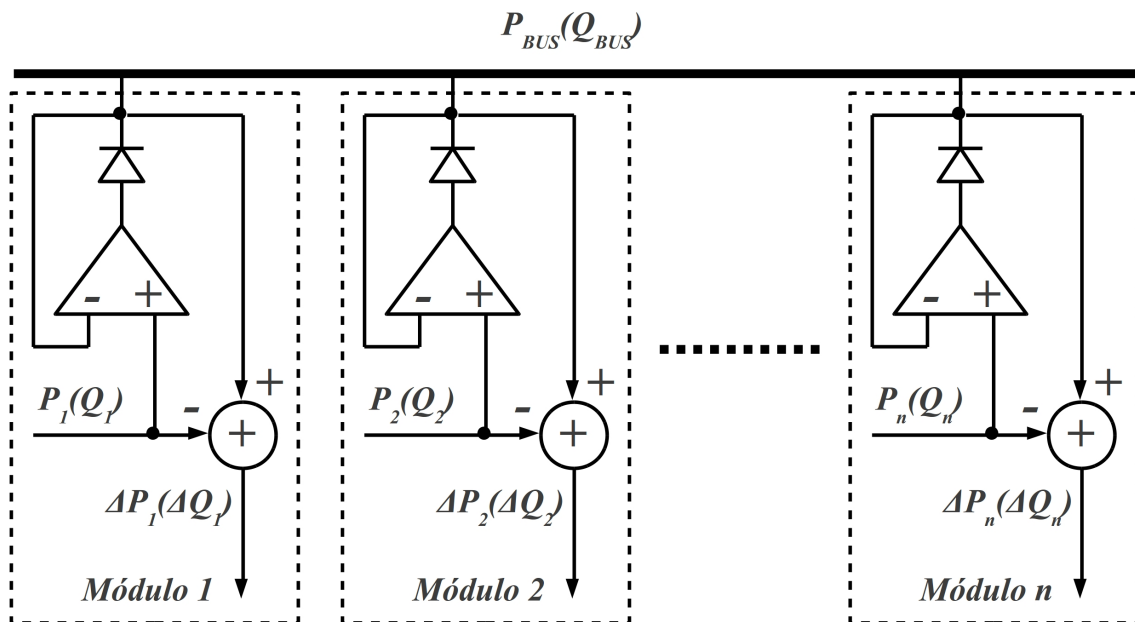 P_BUS(Q_BUS)
- + - + - +
+ + +
P_1(Q_1) - P_2(Q_2) - P_n(Q_n) -
+ + +
ΔP_1(ΔQ_1) ΔP_2(ΔQ_2) ΔP_n(ΔQ_n)
Módulo 1 Módulo 2 Módulo n